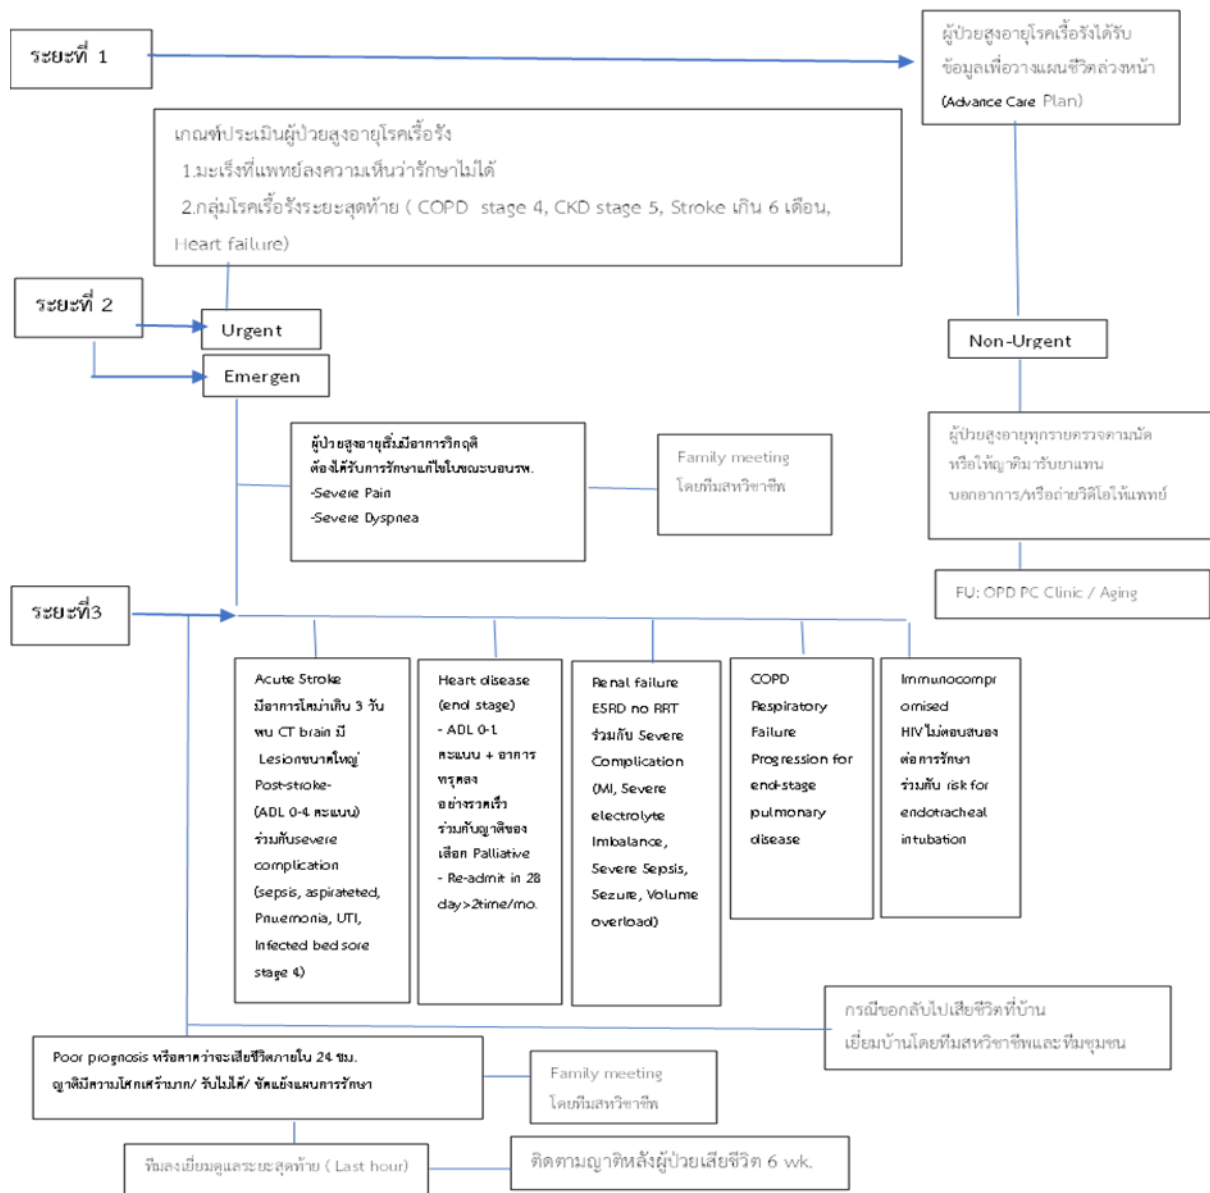 ระยะที่ 1
ผู้ป่วยสูงอายุโรคเรื้อรังได้รับ
ข้อมูลเพื่อวางแผนชีวิตล่วงหน้า
(Advance Care Plan)
เกณฑ์ประเมินผู้ป่วยสูงอายุโรคเรื้อรัง
1.มะเร็งที่แพทย์ลงความเห็นว่ารักษาไม่ได้
2.กลุ่มโรคเรื้อรังระยะสุดท้าย ( COPD stage 4, CKD stage 5, Stroke เกิน 6 เดือน,
Heart failure)
ระยะที่ 2
Urgent
Emergen
Non-Urgent
ผู้ป่วยสูงอายุเริ่มมีอาการวิกฤติ
ต้องได้รับการรักษาแก้ไขในขณะนอนรพ.
-Severe Pain
-Severe Dyspnea
Family meeting
โดยทีมสหวิชาชีพ
ผู้ป่วยสูงอายุทุกรายตรวจตามนัด
หรือให้ญาติมารับยาแทน
บอกอาการ/หรือถ่ายวิดิโอให้แพทย์
FU: OPD PC Clinic / Aging
ระยะที่3
Acute Stroke
มีอาการโคม่าเกิน 3 วัน
พบ CT brain มี
Lesionขนาดใหญ่
Post-stroke-
(ADL 0-4 คะแนน)
ร่วมกับsevere
complication
(sepsis, aspirateted,
Pnuemonia, UTI,
Infected bed sore
stage 4)
Heart disease
(end stage)
- ADL 0-1
คะแนน + อาการ
ทรุดลง
อย่างรวดเร็ว
ร่วมกับญาติของ
เลือก Palliative
- Re-admit in 28
day>2time/mo.
Renal failure
ESRD no RRT
ร่วมกับ Severe
Complication
(MI, Severe
electrolyte
Imbalance,
Severe Sepsis,
Sezure, Volume
overload)
COPD
Respiratory
Failure
Progression for
end-stage
pulmonary
disease
Immunocompr
omised
HIV ไม่ตอบสนอง
ต่อการรักษา
ร่วมกับ risk for
endotracheal
intubation
กรณีขอกลับไปเสียชีวิตที่บ้าน
เยี่ยมบ้านโดยทีมสหวิชาชีพและทีมชุมชน
Poor prognosis หรือคาดว่าจะเสียชีวิตภายใน 24 ชม.
ญาติมีความโศกเศร้ามาก/ รับไม่ได้/ ขัดแย้งแผนการรักษา
Family meeting
โดยทีมสหวิชาชีพ
ทีมลงเยี่ยมดูแลระยะสุดท้าย ( Last hour)
ติดตามญาติหลังผู้ป่วยเสียชีวิต 6 wk.